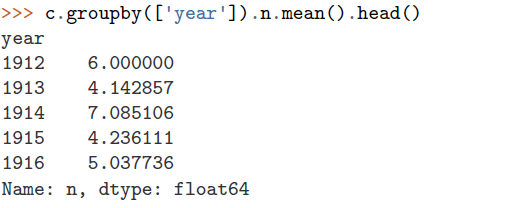 >>> c.groupby(['year']).n.mean().head()
year
1912    6.000000
1913    4.142857
1914    7.085106
1915    4.236111
1916    5.037736
Name: n, dtype: float64